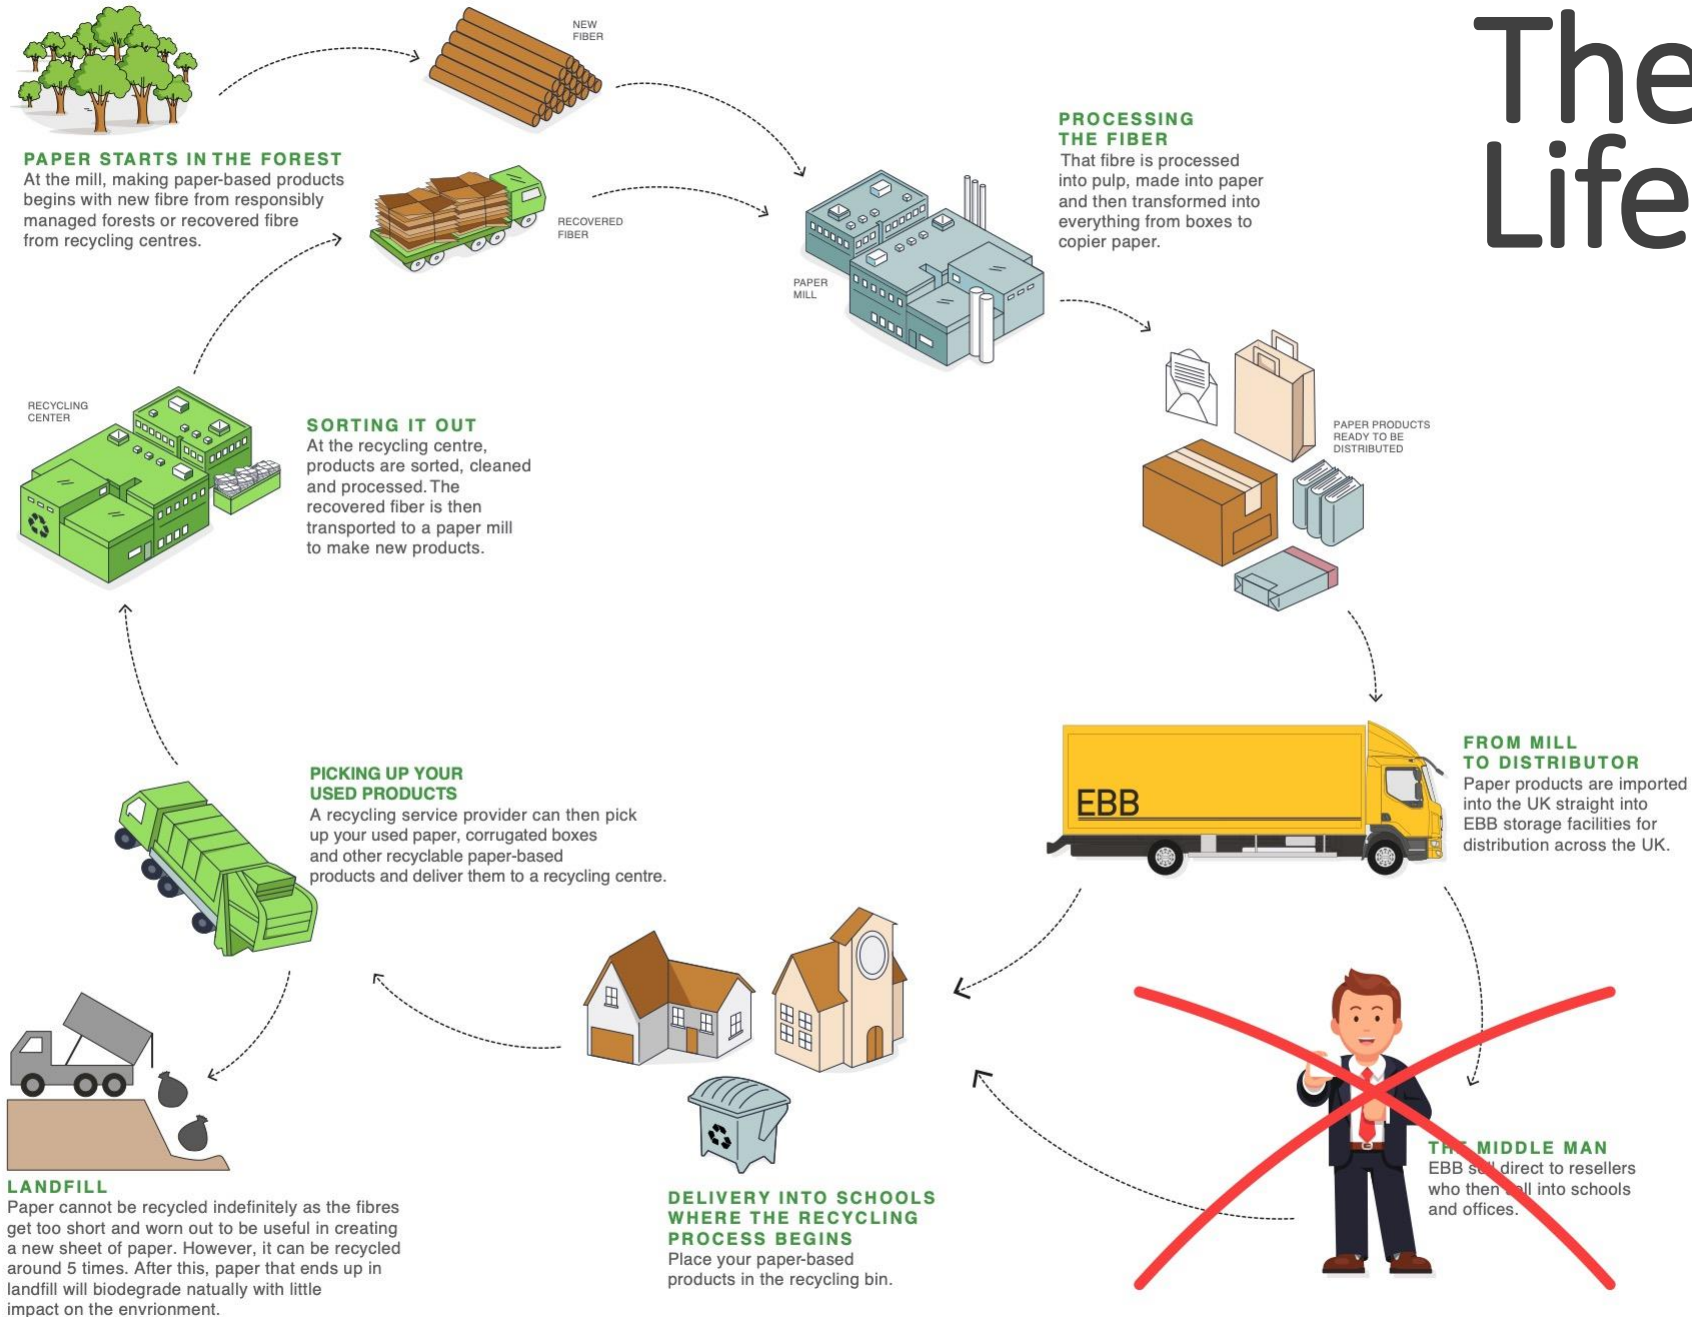 The
Life
NEW
FIBER
PAPER STARTS IN THE FOREST
At the mill, making paper-based products
begins with new fibre from responsibly
managed forests or recovered fibre
from recycling centres.
RECOVERED
FIBER
PROCESSING
THE FIBER
That fibre is processed
into pulp, made into paper
and then transformed into
everything from boxes to
copier paper.
PAPER
MILL
PAPER PRODUCTS
READY TO BE
DISTRIBUTED
RECYCLING
CENTER
SORTING IT OUT
At the recycling centre,
products are sorted, cleaned
and processed. The
recovered fiber is then
transported to a paper mill
to make new products.
FROM MILL
TO DISTRIBUTOR
Paper products are imported
into the UK straight into
EBB storage facilities for
distribution across the UK.
EBB
PICKING UP YOUR
USED PRODUCTS
A recycling service provider can then pick
up your used paper, corrugated boxes
and other recyclable paper-based
products and deliver them to a recycling centre.
THE MIDDLE MAN
EBB sell direct to resellers
who then sell into schools
and offices.
DELIVERY INTO SCHOOLS
WHERE THE RECYCLING
PROCESS BEGINS
Place your paper-based
products in the recycling bin.
LANDFILL
Paper cannot be recycled indefinitely as the fibres
get too short and worn out to be useful in creating
a new sheet of paper. However, it can be recycled
around 5 times. After this, paper that ends up in
landfill will biodegrade natually with little
impact on the envrionment.